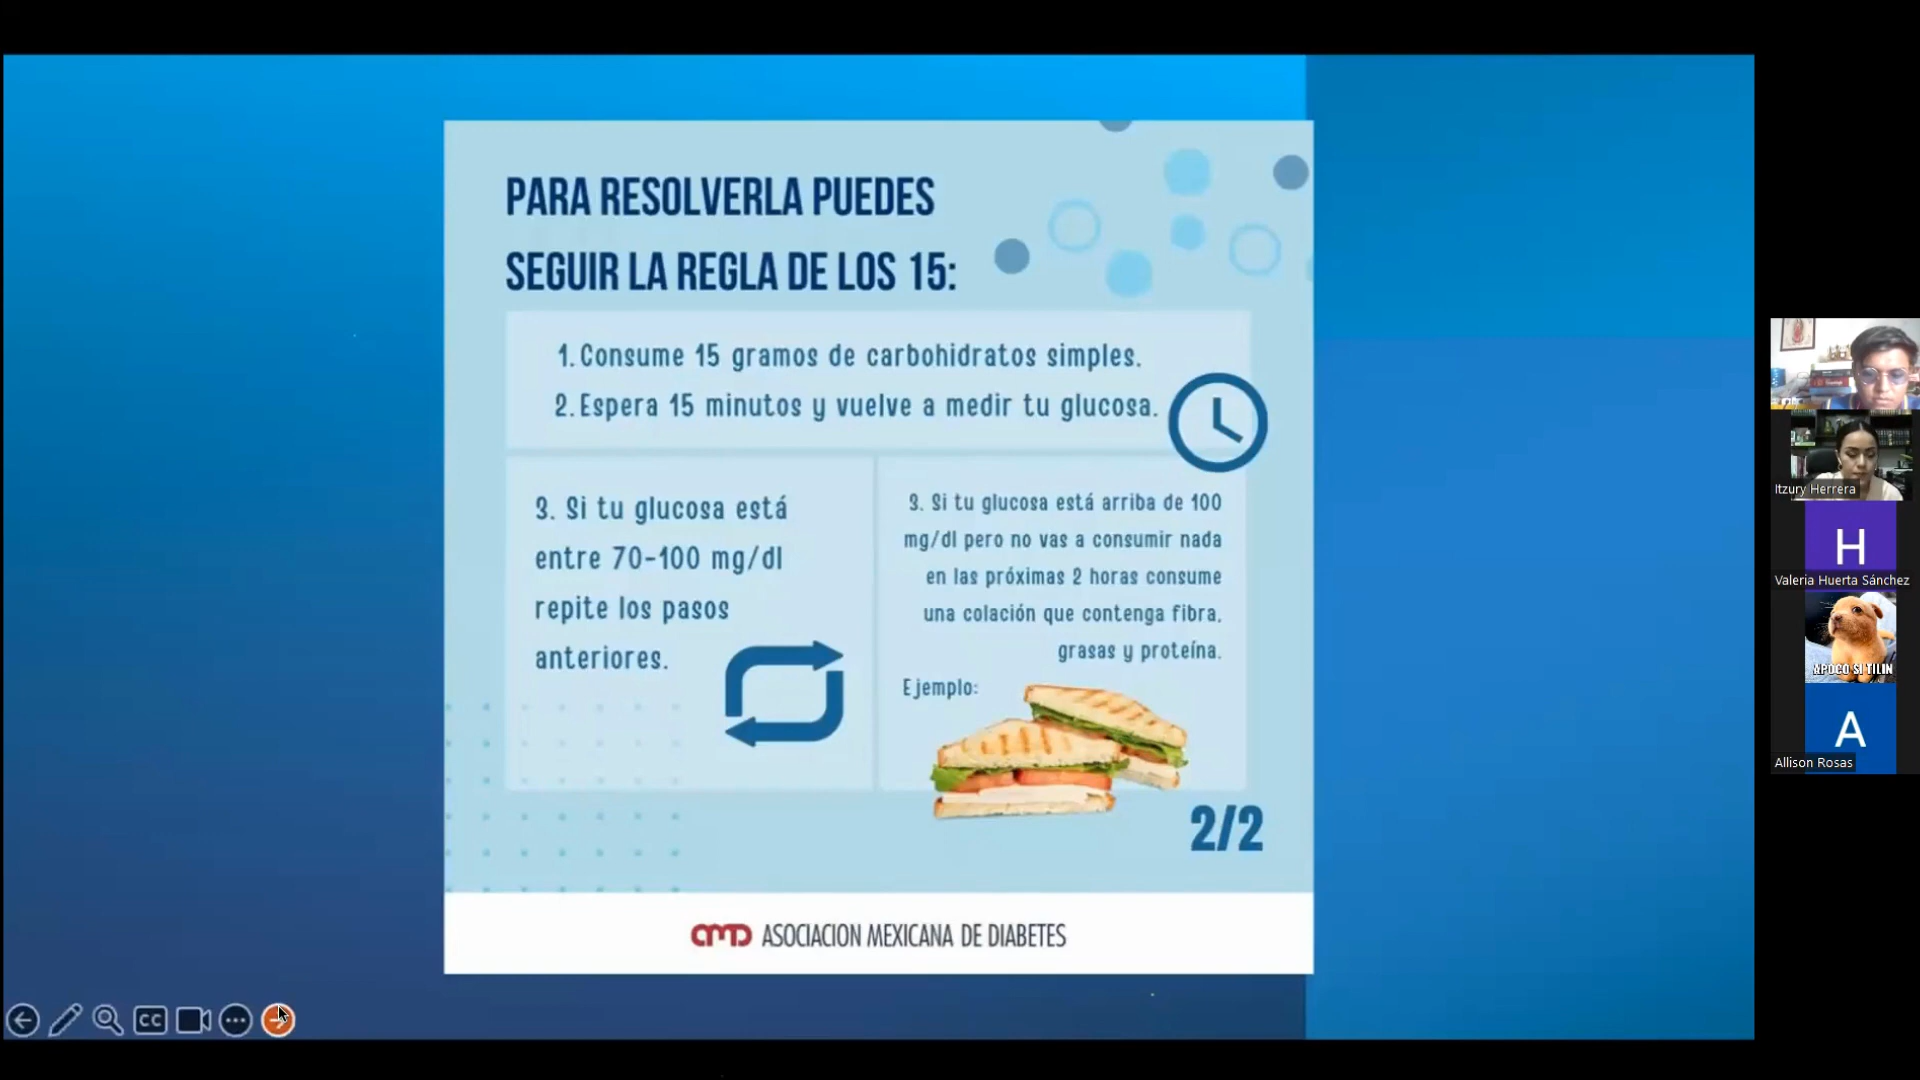 PARA RESOLVERLA PUEDES
SEGUIR LA REGLA DE LOS 15:
1. Consume 15 gramos de carbohidratos simples.
2. Espera 15 minutos y vuelve a medir tu glucosa.
3. Si tu glucosa está
entre 70-100 mg/dl
repite los pasos
anteriores.
3. Si tu glucosa está arriba de 100
mg/dl pero no vas a consumir nada
en las próximas 2 horas consume
una colación que contenga fibra,
grasas y proteína.
Ejemplo:
2/2
amd ASOCIACION MEXICANA DE DIABETES
CC
Itzury Herrera
H
Valeria Huerta Sánchez
APOCO SI TILIN
A
Allison Rosas